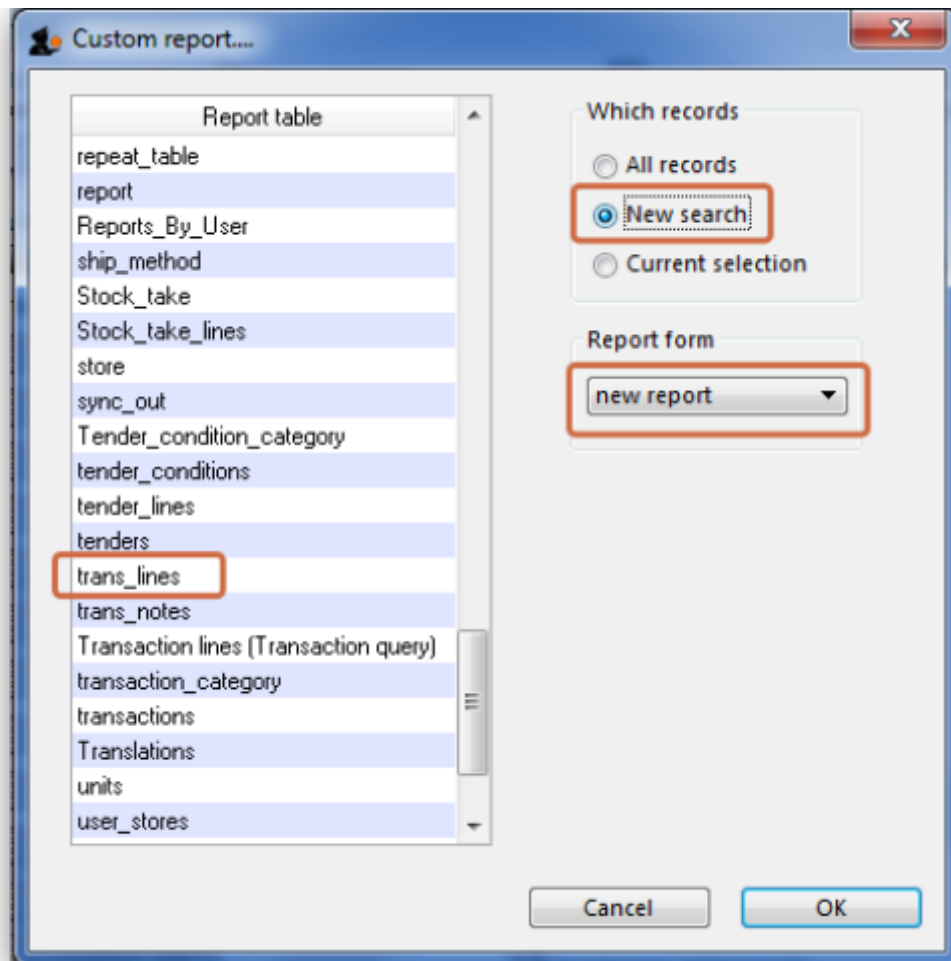 Custom report....
Report table
repeat_table
report
Reports_By_User
ship_method
Stock_take
Stock_take_lines
store
sync_out
Tender_condition_category
tender_conditions
tender_lines
tenders
trans_lines
trans_notes
Transaction lines (Transaction query)
transaction_category
transactions
Translations
units
user_stores
Which records
All records
New search
Current selection
Report form
new report
Cancel
OK